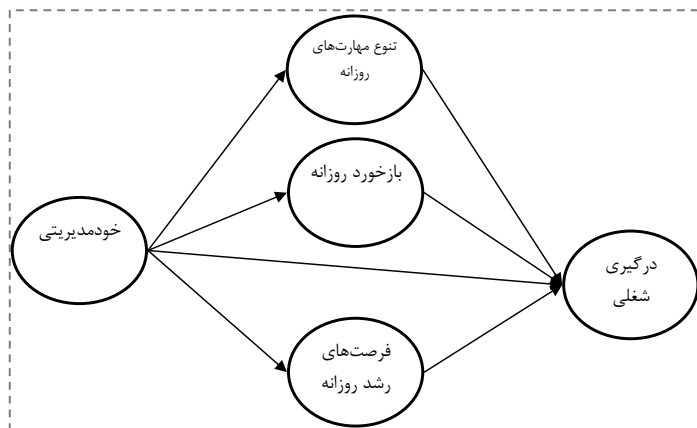 تنوع مهارت‌های
روزانه
بازخورد روزانه
خودمدیریتی
درگیری
شغلی
فرصت‌های
رشد روزانه